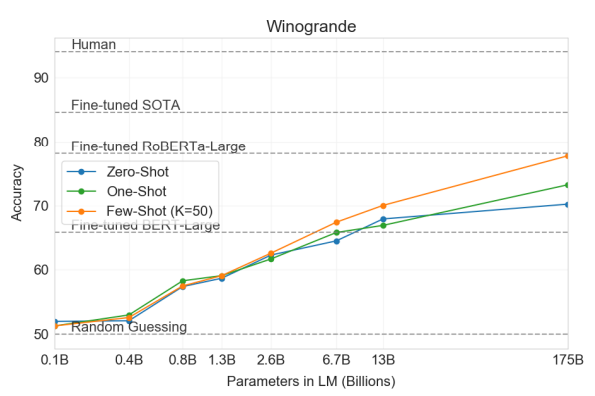 Winogrande
Human
90
Fine-tuned SOTA
80
Fine-tuned RoBERTa-Large
Zero-Shot
One-Shot
Few-Shot (K=50)
70
Fine-tuned BERT-Large
60
Random Guessing
50
Accuracy
0.1B 0.4B 0.8B 1.3B 2.6B 6.7B 13B 175B
Parameters in LM (Billions)